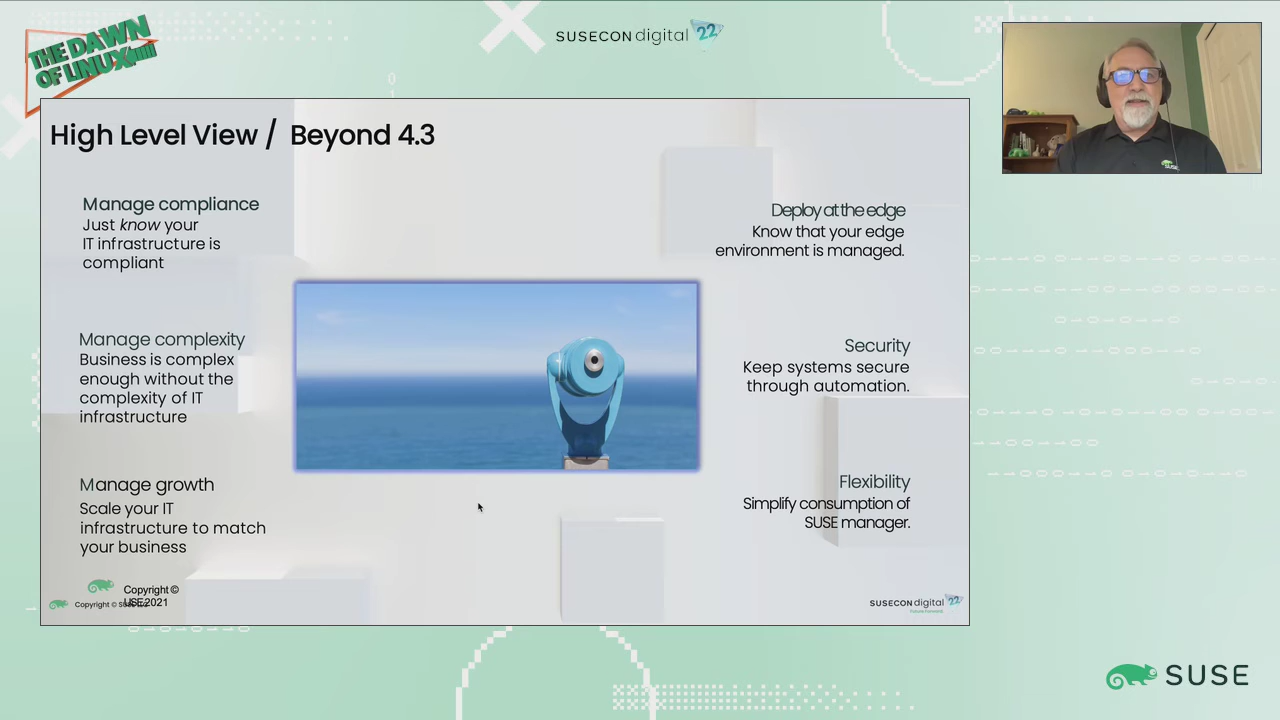 THE DAWN
OF LINUX
SUSECON digital 22
High Level View / Beyond 4.3
Manage compliance
Just know your
IT infrastructure is
compliant
Manage complexity
Business is complex
enough without the
complexity of IT
infrastructure
Manage growth
Scale your IT
infrastructure to match
your business
Deploy at the edge
Know that your edge
environment is managed.
Security
Keep systems secure
through automation.
Flexibility
Simplify consumption of
SUSE manager.
Copyright ©
USE 2021
Copyright ©
SUSECON digital 22
SUSE
SUSE